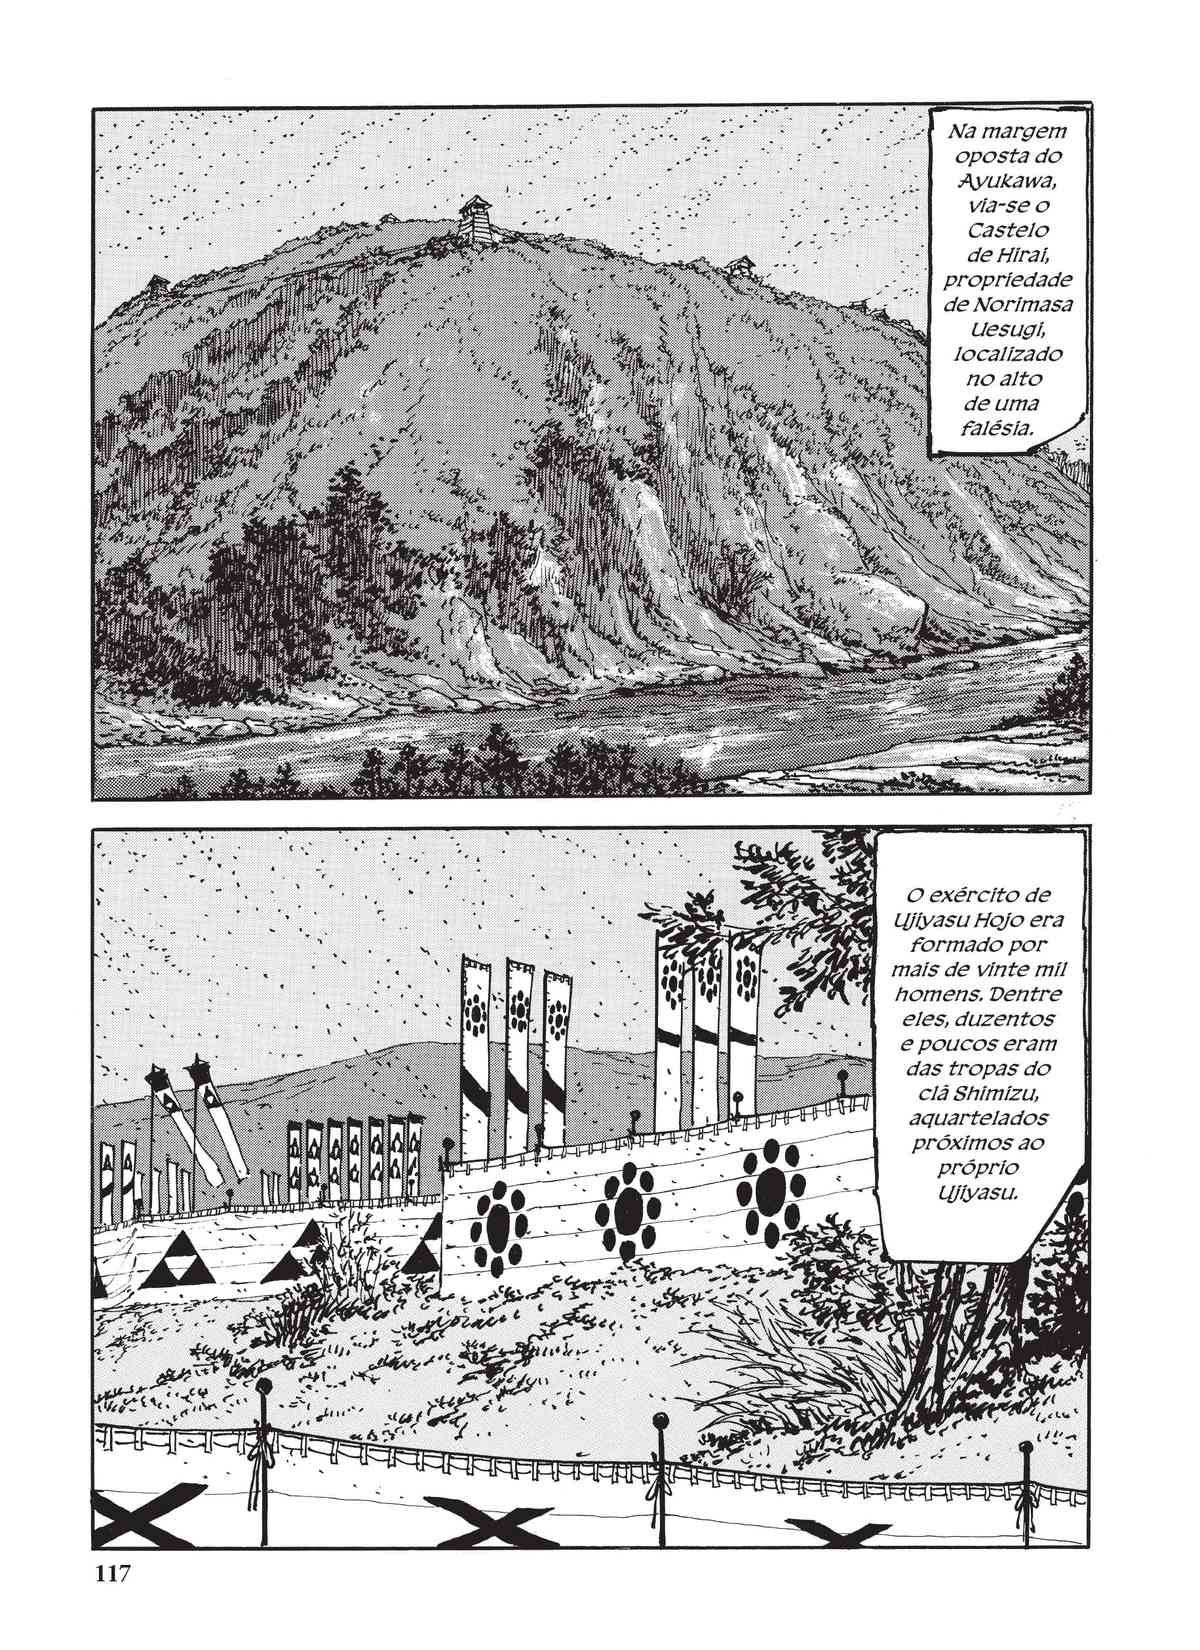 Na margem
oposta do
Ayukawa,
via-se o
Castelo
de Hirai,
propriedade
de Norimasa
Uesugi,
localizado
no alto
de uma
falésia.
O exército de
Ujiyasu Hojo era
formado por
mais de vinte mil
homens. Dentre
eles, duzentos
e poucos eram
das tropas do
clã Shimizu,
aquartelados
próximos ao
próprio
Ujiyasu.
117